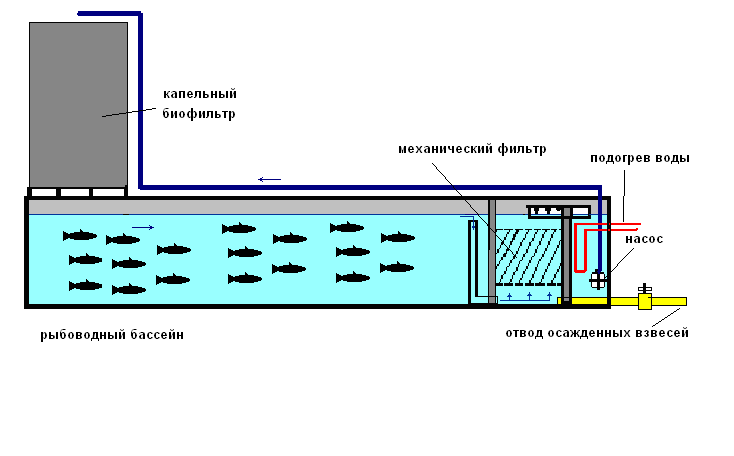 капельный
биофильтр
механический фильтр
подогрев воды
насос
отвод осажденных взвесей
рыбоводный бассейн